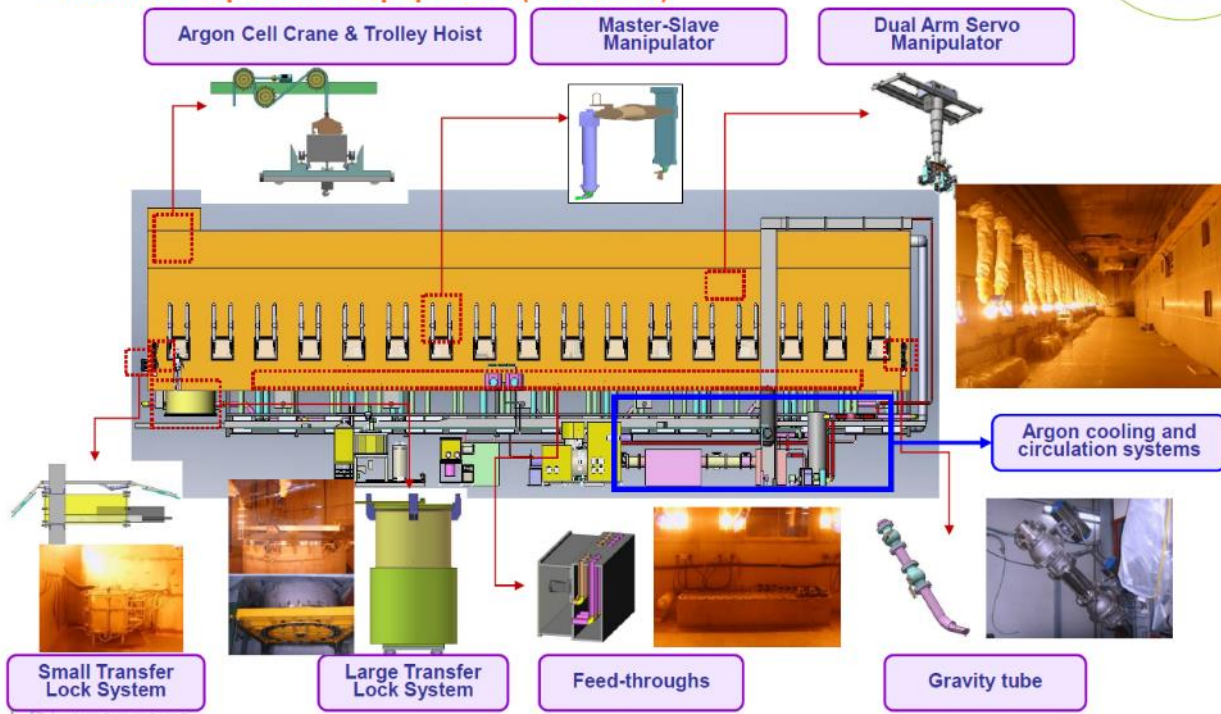 Argon Cell Crane & Trolley Hoist
Master-Slave
Manipulator
Dual Arm Servo
Manipulator
Argon cooling and
circulation systems
Small Transfer
Lock System
Large Transfer
Lock System
Feed-throughs
Gravity tube